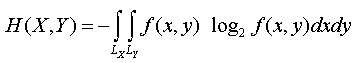 H(X,Y) = −∫∫ f(x,y) log₂ f(x,y)dxdy
L_X L_Y